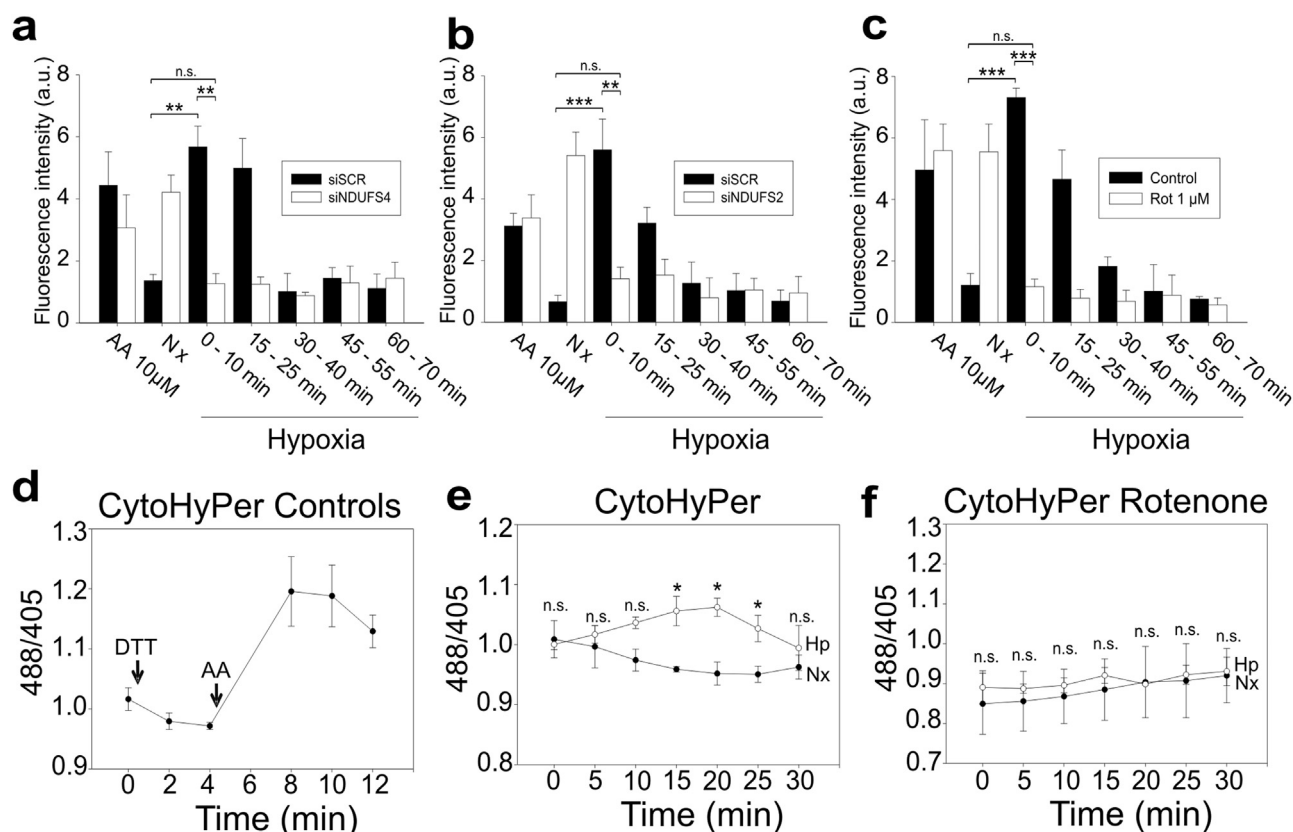 a
n.s.
**
**
Fluorescence intensity (a.u.)
8
6
4
2
0
siSCR
siNDUFS4
AA 10µM
Nx
0 - 10 min
15 - 25 min
30 - 40 min
45 - 55 min
60 - 70 min
Hypoxia
b
n.s.
**
***
Fluorescence intensity (a.u.)
8
6
4
2
0
siSCR
siNDUFS2
AA 10µM
Nx
0 - 10 min
15 - 25 min
30 - 40 min
45 - 55 min
60 - 70 min
Hypoxia
c
n.s.
***
***
Fluorescence intensity (a.u.)
8
6
4
2
0
Control
Rot 1 µM
AA 10µM
Nx
0 - 10 min
15 - 25 min
30 - 40 min
45 - 55 min
60 - 70 min
Hypoxia
d
CytoHyPer Controls
488/405
1.3
1.2
1.1
1.0
0.9
DTT
AA
0 2 4 6 8 10 12
Time (min)
e
CytoHyPer
488/405
1.2
1.1
1.0
0.9
0.8
n.s. n.s. n.s. * * * n.s.
Hp
Nx
0 5 10 15 20 25 30
Time (min)
f
CytoHyPer Rotenone
488/405
1.3
1.2
1.1
1.0
0.9
0.8
0.7
n.s. n.s. n.s. n.s. n.s. n.s. n.s.
Hp
Nx
0 5 10 15 20 25 30
Time (min)